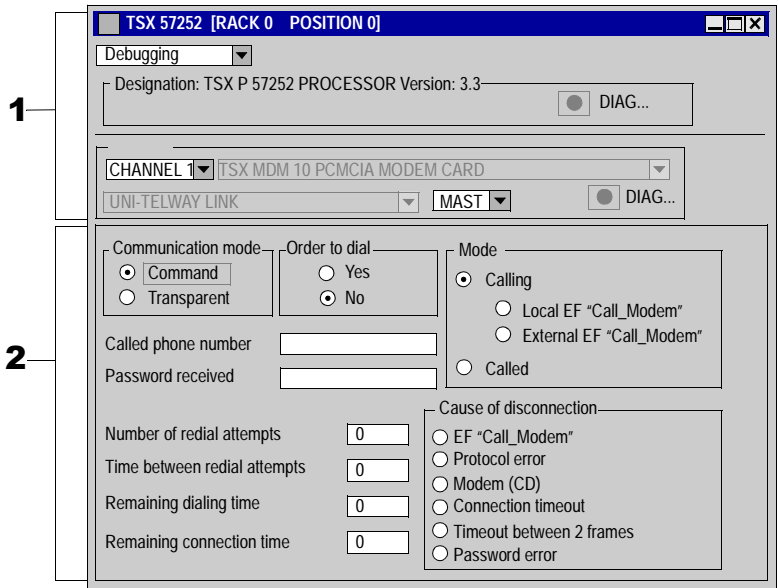 TSX 57252 [RACK 0 POSITION 0]
Debugging
Designation: TSX P 57252 PROCESSOR Version: 3.3
DIAG...
1
CHANNEL 1 TSX MDM 10 PCMCIA MODEM CARD
UNI-TELWAY LINK MAST DIAG...
Communication mode Order to dial Mode
Command Yes Calling
Transparent No Local EF “Call_Modem”
External EF “Call_Modem”
Called phone number
2
Password received Called
Cause of disconnection
Number of redial attempts 0 EF “Call_Modem”
Protocol error
Time between redial attempts 0 Modem (CD)
Remaining dialing time 0 Connection timeout
Timeout between 2 frames
Remaining connection time 0 Password error